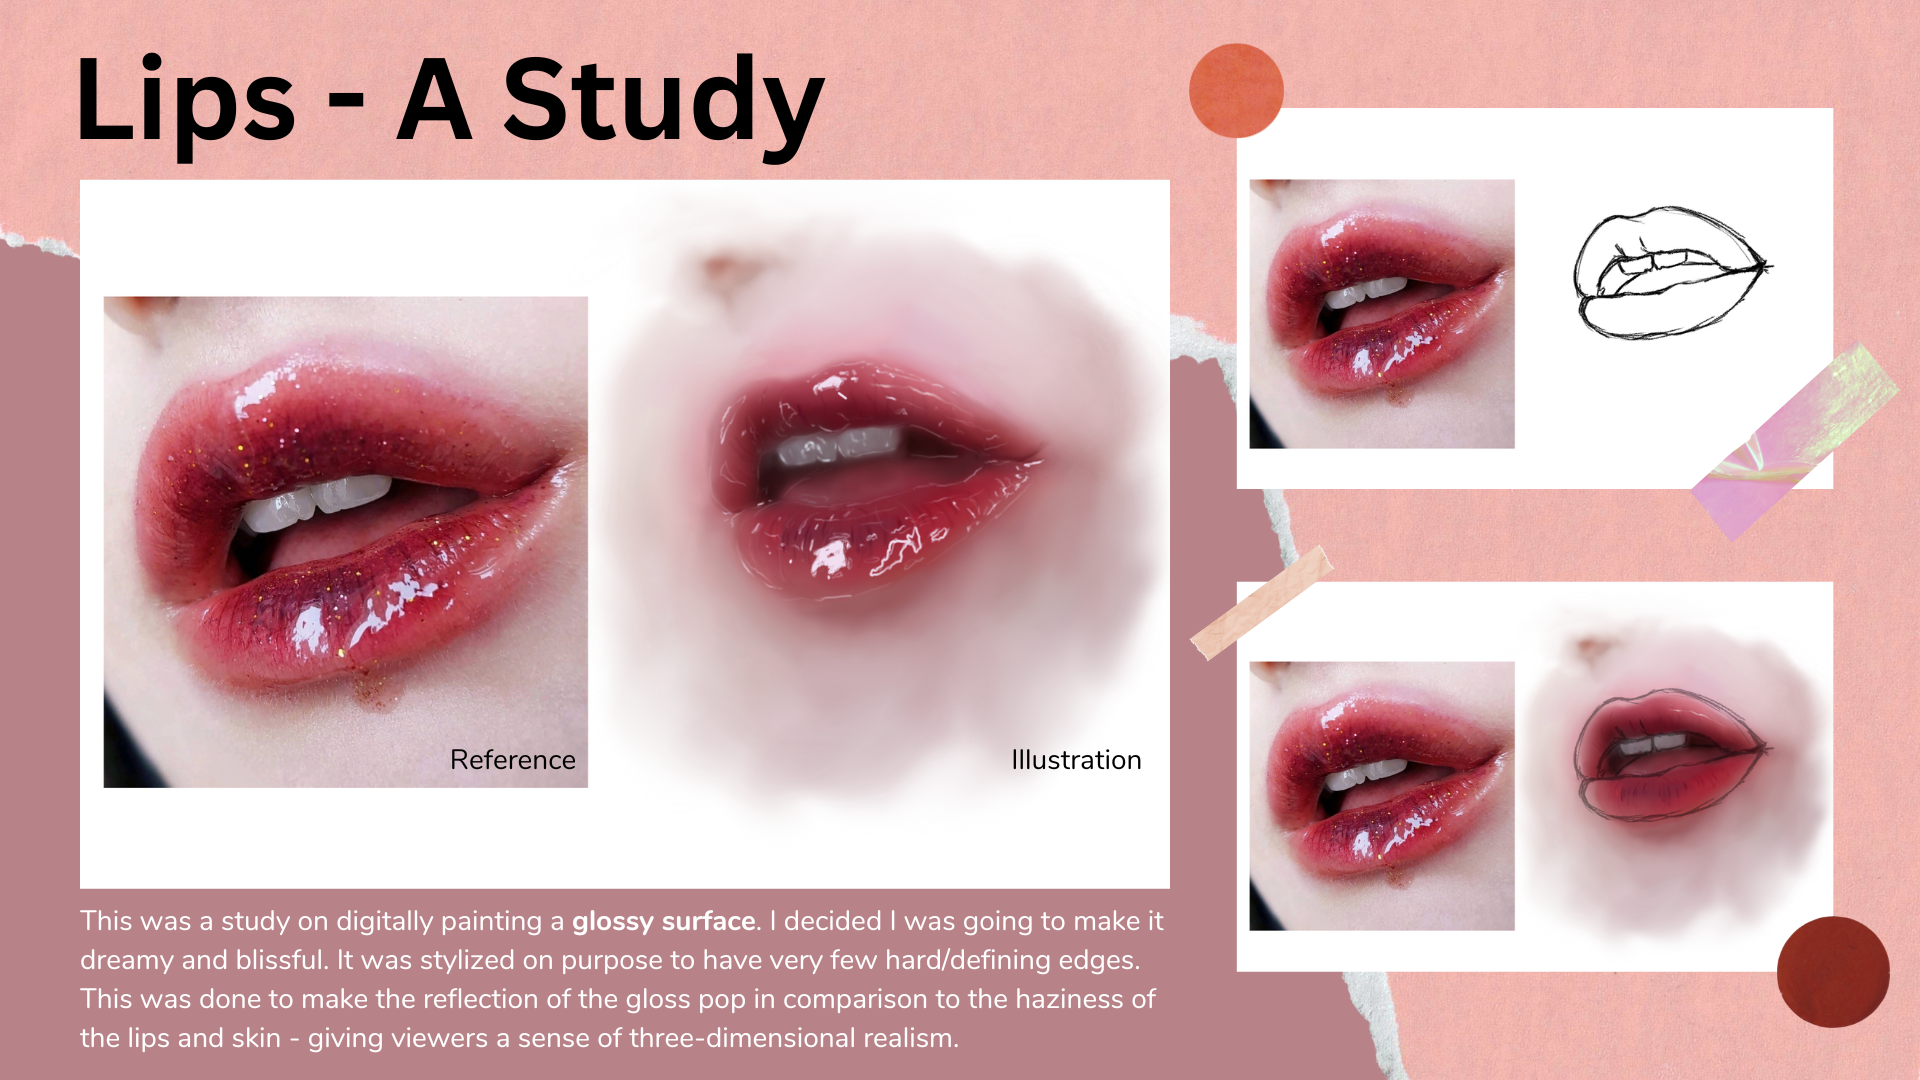 Lips - A Study
Reference
Illustration
This was a study on digitally painting a glossy surface. I decided I was going to make it
dreamy and blissful. It was stylized on purpose to have very few hard/defining edges.
This was done to make the reflection of the gloss pop in comparison to the haziness of
the lips and skin - giving viewers a sense of three-dimensional realism.